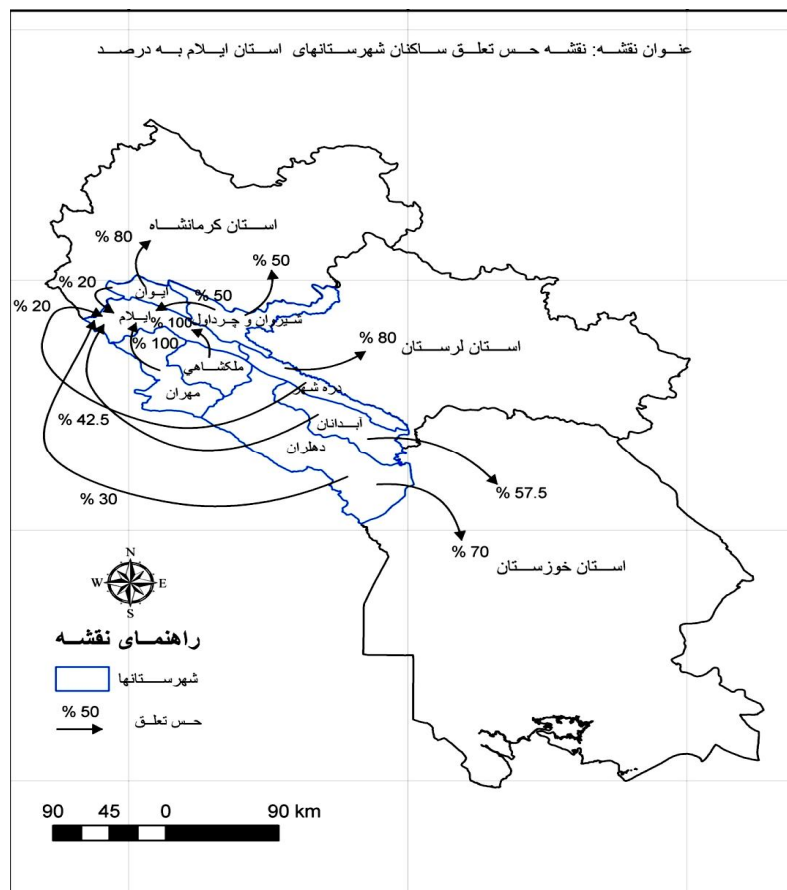 عنوان نقشه: نقشه حس تعلق ساکنان شهرستانهای استان ایلام به درصد
استان کرمانشاه
% 80
% 50
% 20
ایوان
% 20
% 50
ایلام
% 100
شیروان و چرداول
% 80
استان لرستان
% 100
ملکشاهي
مهران
دره شهر
% 42.5
آبدانان
دهلران
% 30
% 57.5
% 70
استان خوزستان
N
W
E
S
راهنمای نقشه
شهرستانها
% 50
حس تعلق
90 45 0 90 km